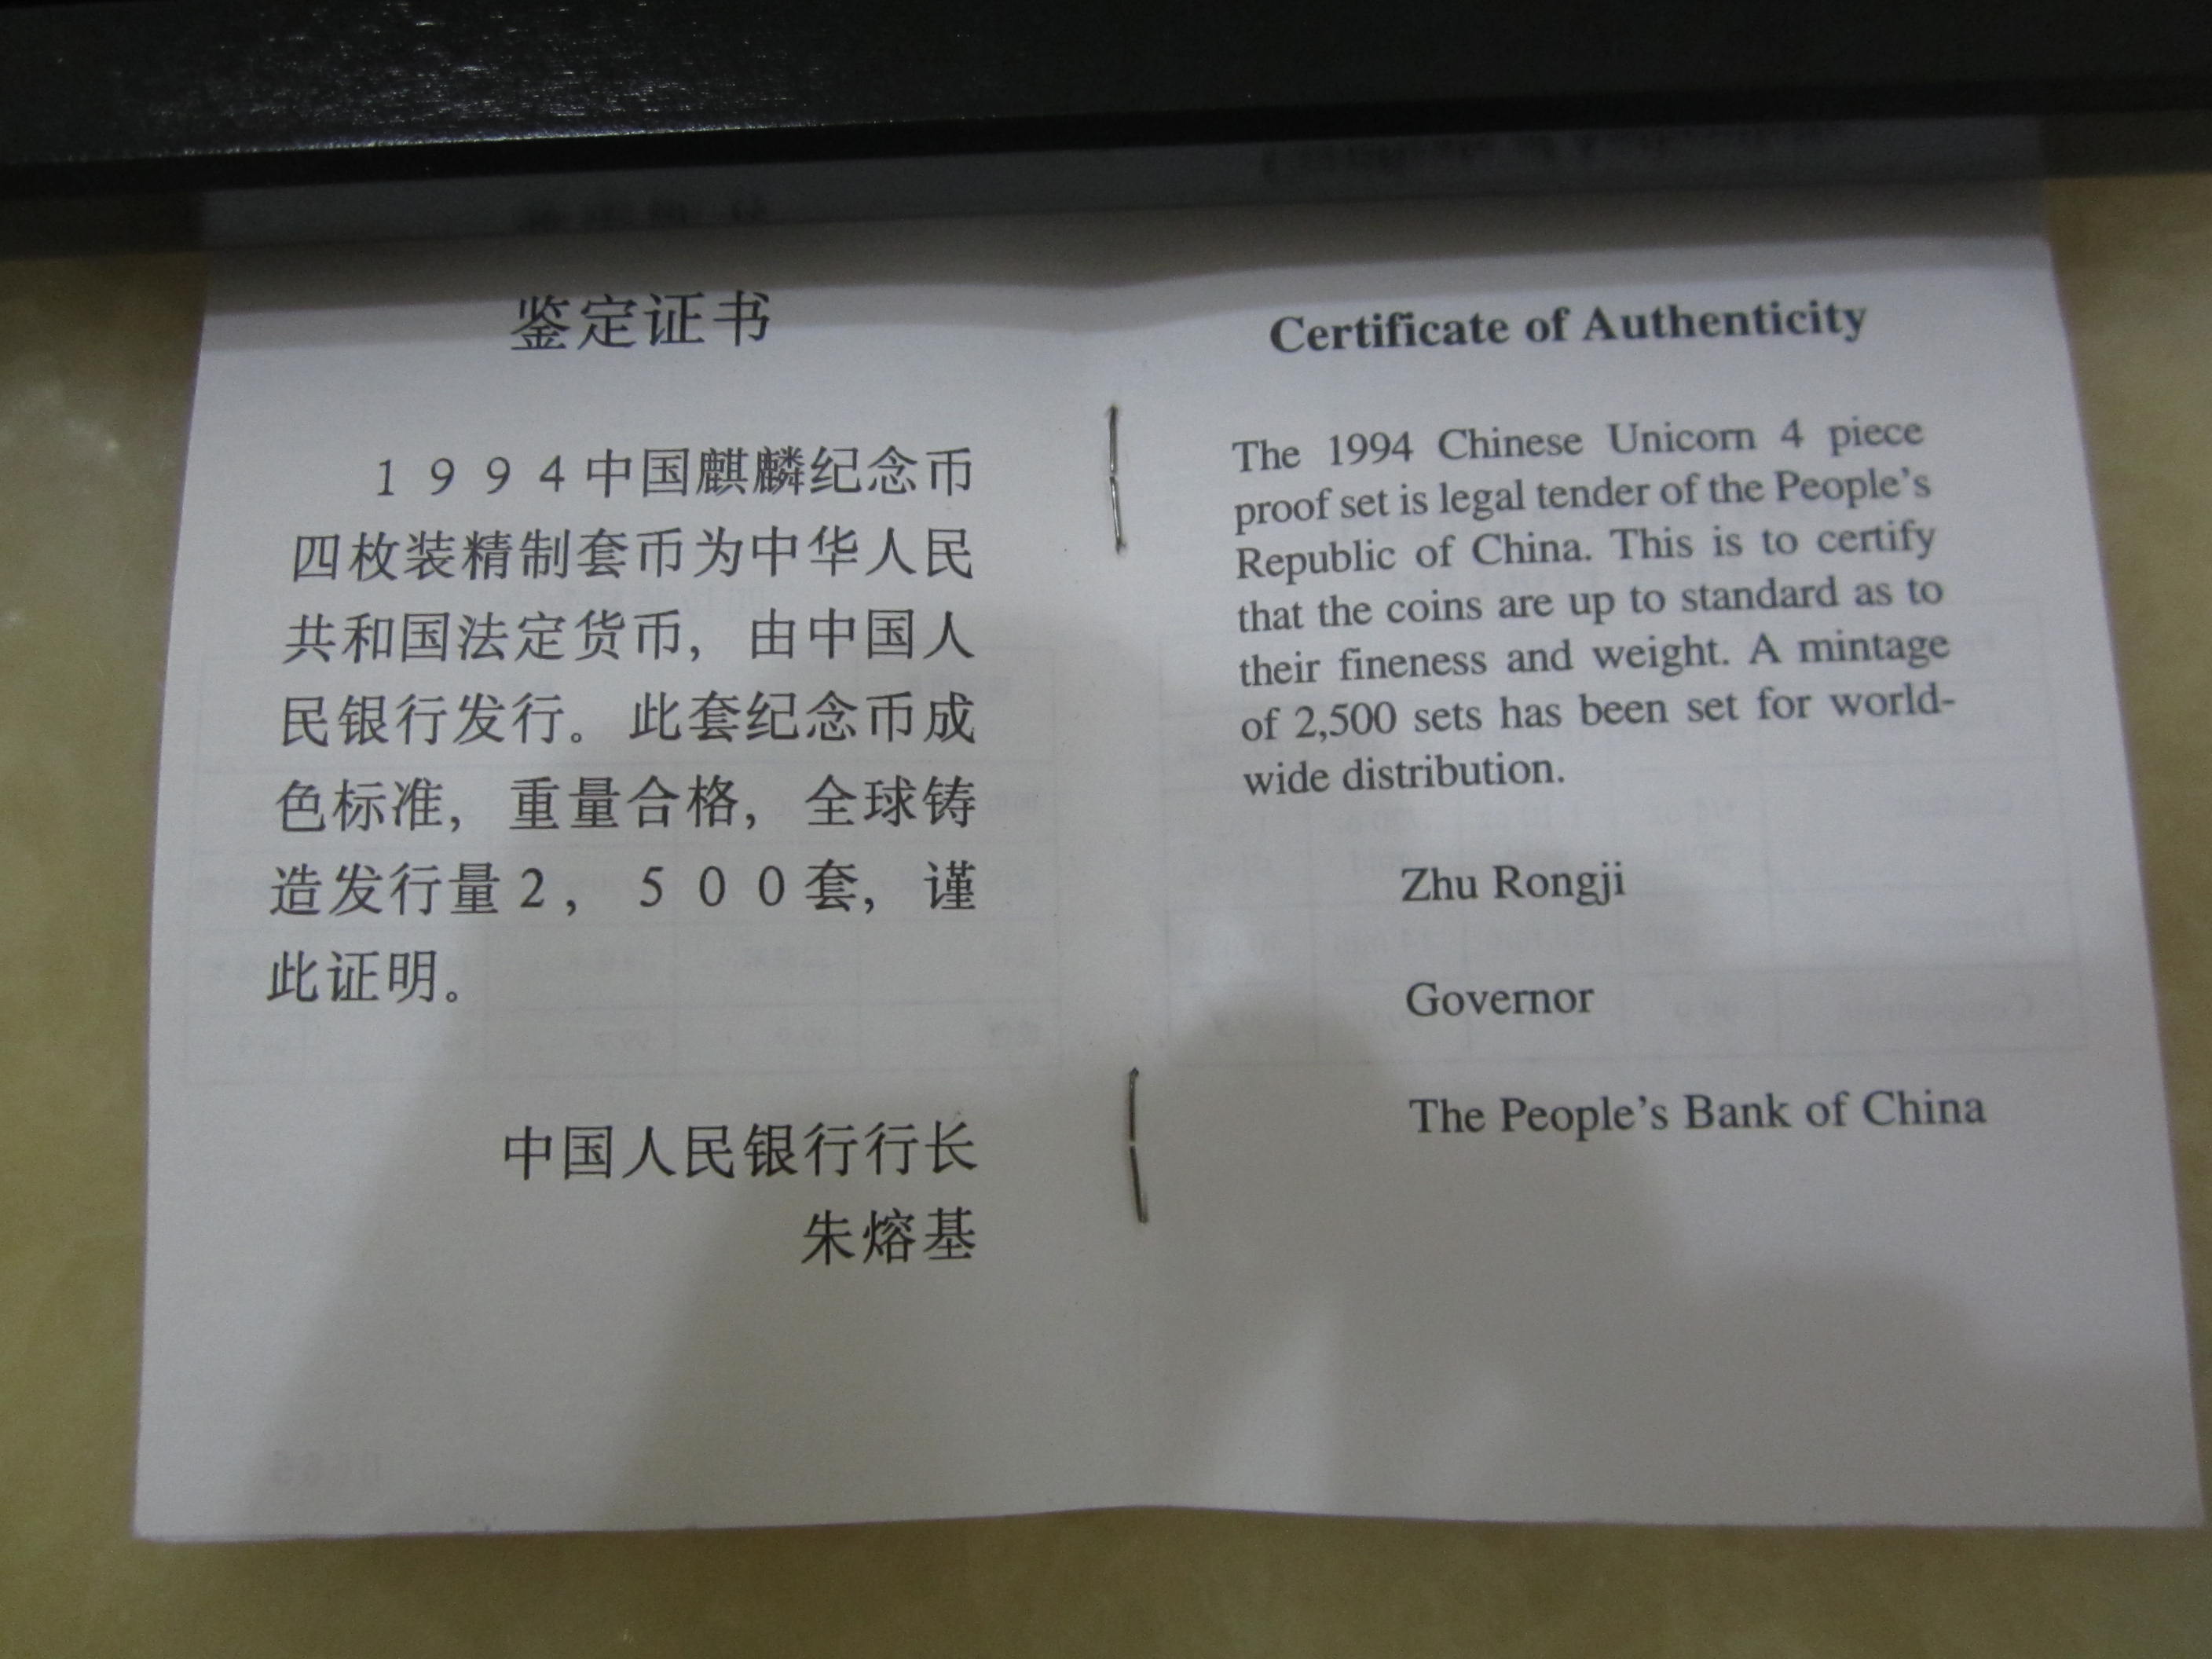 鉴定证书
1994中国麒麟纪念币
四枚装精制套币为中华人民
共和国法定货币，由中国人
民银行发行。此套纪念币成
色标准，重量合格，全球铸
造发行量2，500套，谨
此证明。
中国人民银行行长
朱熔基
Certificate of Authenticity
The 1994 Chinese Unicorn 4 piece
proof set is legal tender of the People's
Republic of China. This is to certify
that the coins are up to standard as to
their fineness and weight. A mintage
of 2,500 sets has been set for world-
wide distribution.
Zhu Rongji
Governor
The People's Bank of China